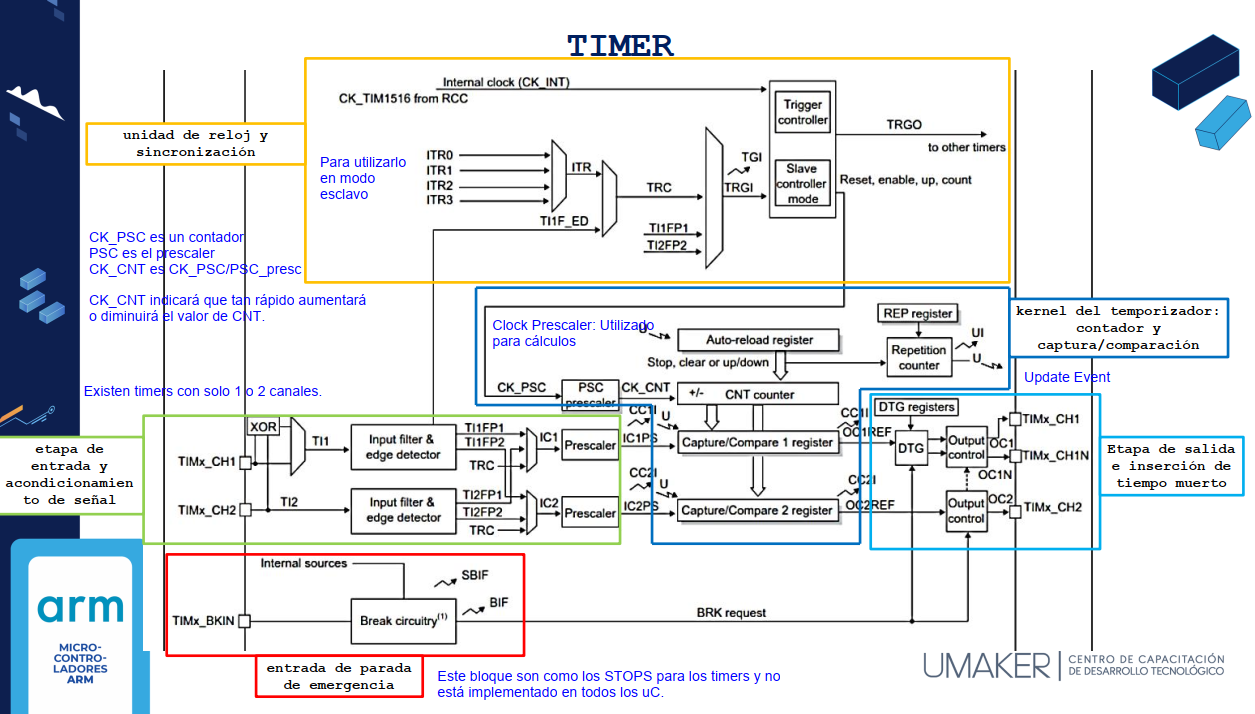 TIMER
unidad de reloj y
sincronización
Internal clock (CK_INT)
CK_TIM1516 from RCC
Trigger
controller
TRGO
to other timers
Para utilizarlo
en modo
esclavo
ITR0
ITR1
ITR2
ITR3
ITR
TI1F_ED
TRC
TGI
TRGI
TI1FP1
TI2FP2
Slave
controller
mode
Reset, enable, up, count
CK_PSC es un contador
PSC es el prescaler
CK_CNT es CK_PSC/PSC_presc
CK_CNT indicará que tan rápido aumentará
o diminuirá el valor de CNT.
Existen timers con solo 1 o 2 canales.
Clock Prescaler: Utilizado
para cálculos
U
Auto-reload register
Stop, clear or up/down
REP register
Repetition
counter
UI
U
kernel del temporizador:
contador y
captura/comparación
Update Event
CK_PSC
PSC
prescaler
CK_CNT
+/-
CNT counter
etapa de
entrada y
acondicionamien
to de señal
XOR
TI1
TIMx_CH1
TIMx_CH2
TI2
Input filter &
edge detector
TI1FP1
TI1FP2
TRC
IC1
Prescaler
IC1PS
CC1I
U
Capture/Compare 1 register
CC1I
OC1REF
Input filter &
edge detector
TI2FP1
TI2FP2
TRC
IC2
Prescaler
IC2PS
CC2I
U
Capture/Compare 2 register
CC2I
OC2REF
DTG registers
DTG
Output
control
OC1
OC1N
TIMx_CH1
TIMx_CH1N
Output
control
OC2
TIMx_CH2
Etapa de salida
e inserción de
tiempo muerto
Internal sources
TIMx_BKIN
Break circuitry(1)
SBIF
BIF
BRK request
entrada de parada
de emergencia
Este bloque son como los STOPS para los timers y no
está implementado en todos los uC.
arm
MICRO-
CONTRO-
LADORES
ARM
UMAKER
CENTRO DE CAPACITACIÓN
DE DESARROLLO TECNOLÓGICO